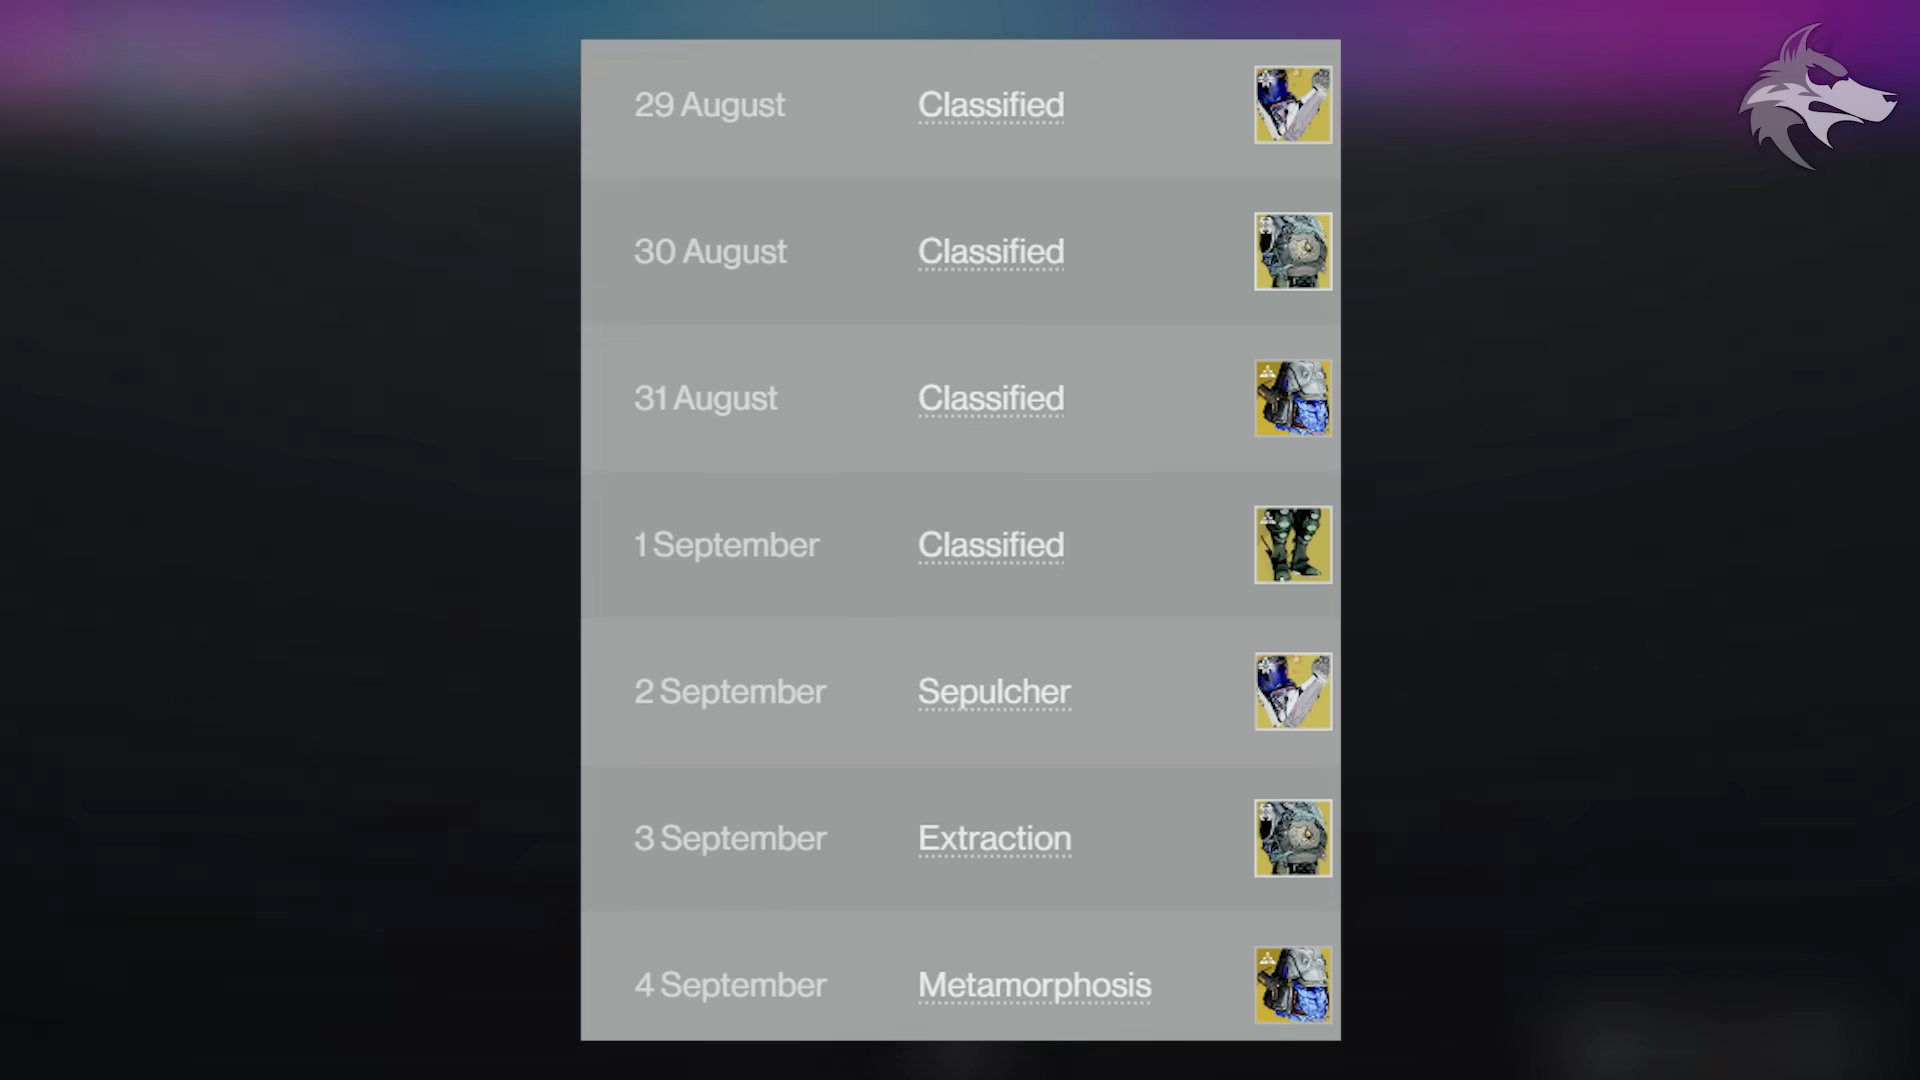 29 August Classified
30 August Classified
31 August Classified
1 September Classified
2 September Sepulcher
3 September Extraction
4 September Metamorphosis